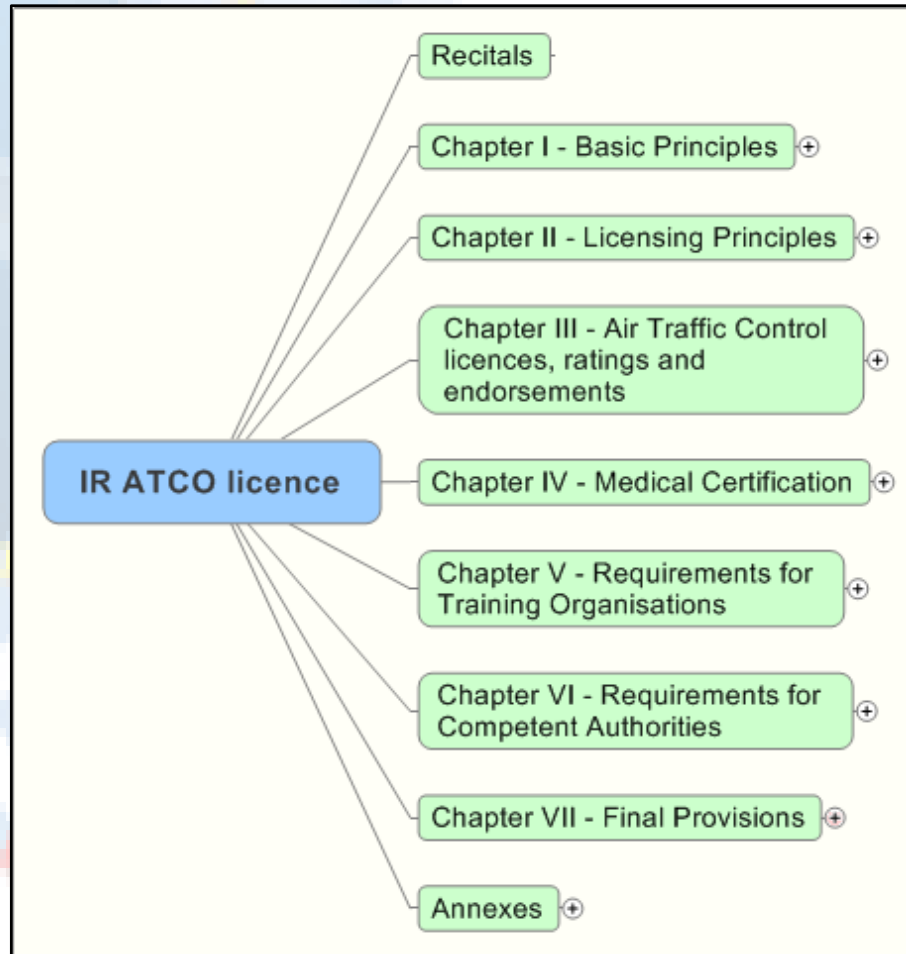 Recitals
Chapter I - Basic Principles
Chapter II - Licensing Principles
Chapter III - Air Traffic Control
licences, ratings and
endorsements
IR ATCO licence
Chapter IV - Medical Certification
Chapter V - Requirements for
Training Organisations
Chapter VI - Requirements for
Competent Authorities
Chapter VII - Final Provisions
Annexes